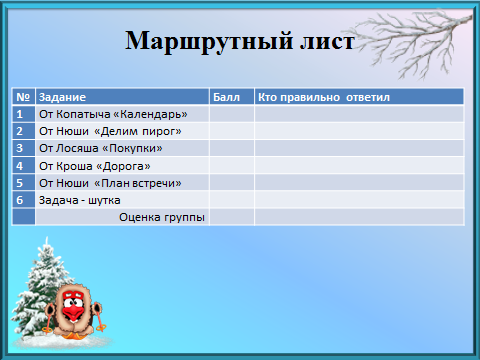 Маршрутный лист
№ Задание Балл Кто правильно ответил
1 От Копатыча «Календарь»
2 От Нюши «Делим пирог»
3 От Лосяша «Покупки»
4 От Кроша «Дорога»
5 От Нюши «План встречи»
6 Задача - шутка
Оценка группы